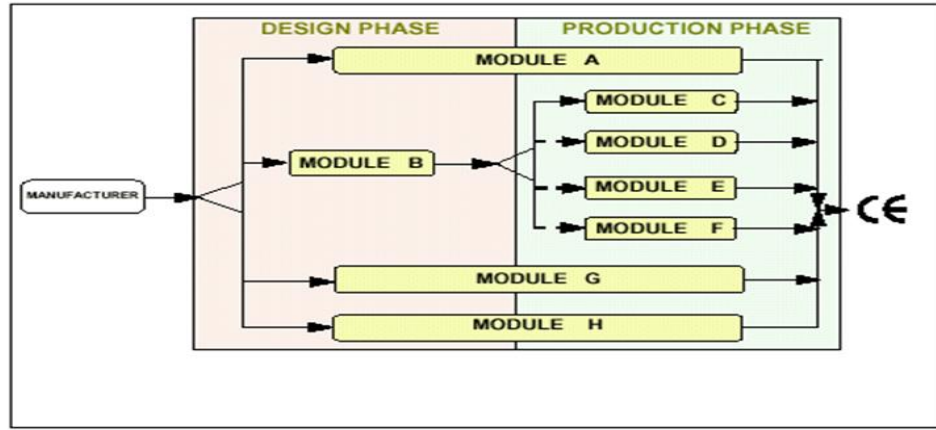 DESIGN PHASE PRODUCTION PHASE
MODULE A
MODULE C
MODULE D
MODULE B
MODULE E
MANUFACTURER
CE
MODULE F
MODULE G
MODULE H